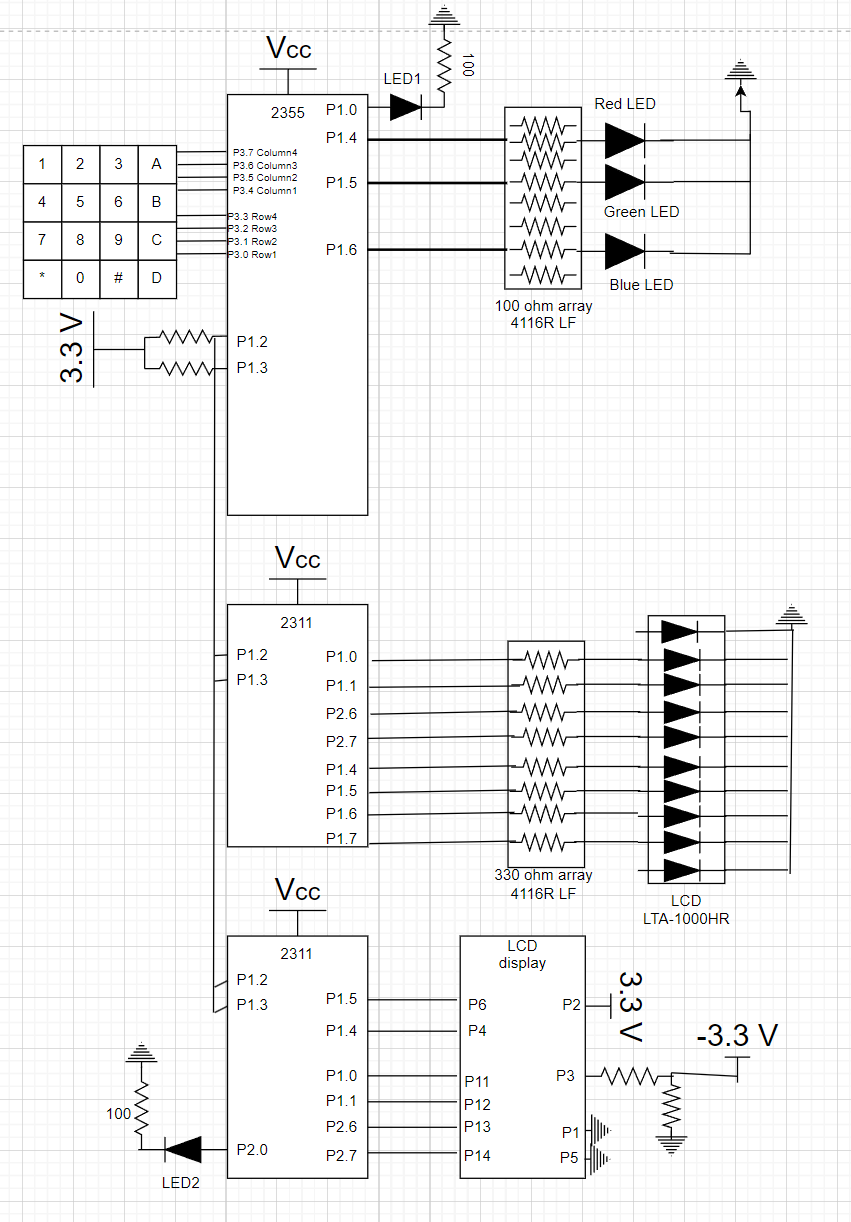 Vcc
100
LED1
2355
P1.0
P1.4
P1.5
P1.6
Red LED
Green LED
Blue LED
100 ohm array
4116R LF
1 2 3 A
4 5 6 B
7 8 9 C
* 0 # D
P3.7 Column4
P3.6 Column3
P3.5 Column2
P3.4 Column1
P3.3 Row4
P3.2 Row3
P3.1 Row2
P3.0 Row1
3.3 V
P1.2
P1.3
Vcc
2311
P1.2
P1.3
P1.0
P1.1
P2.6
P2.7
P1.4
P1.5
P1.6
P1.7
330 ohm array
4116R LF
LCD
LTA-1000HR
Vcc
2311
P1.2
P1.3
P1.5
P1.4
P1.0
P1.1
P2.6
P2.7
P2.0
100
LED2
LCD
display
P6
P4
P11
P12
P13
P14
P2
P3
P1
P5
3.3 V
-3.3 V